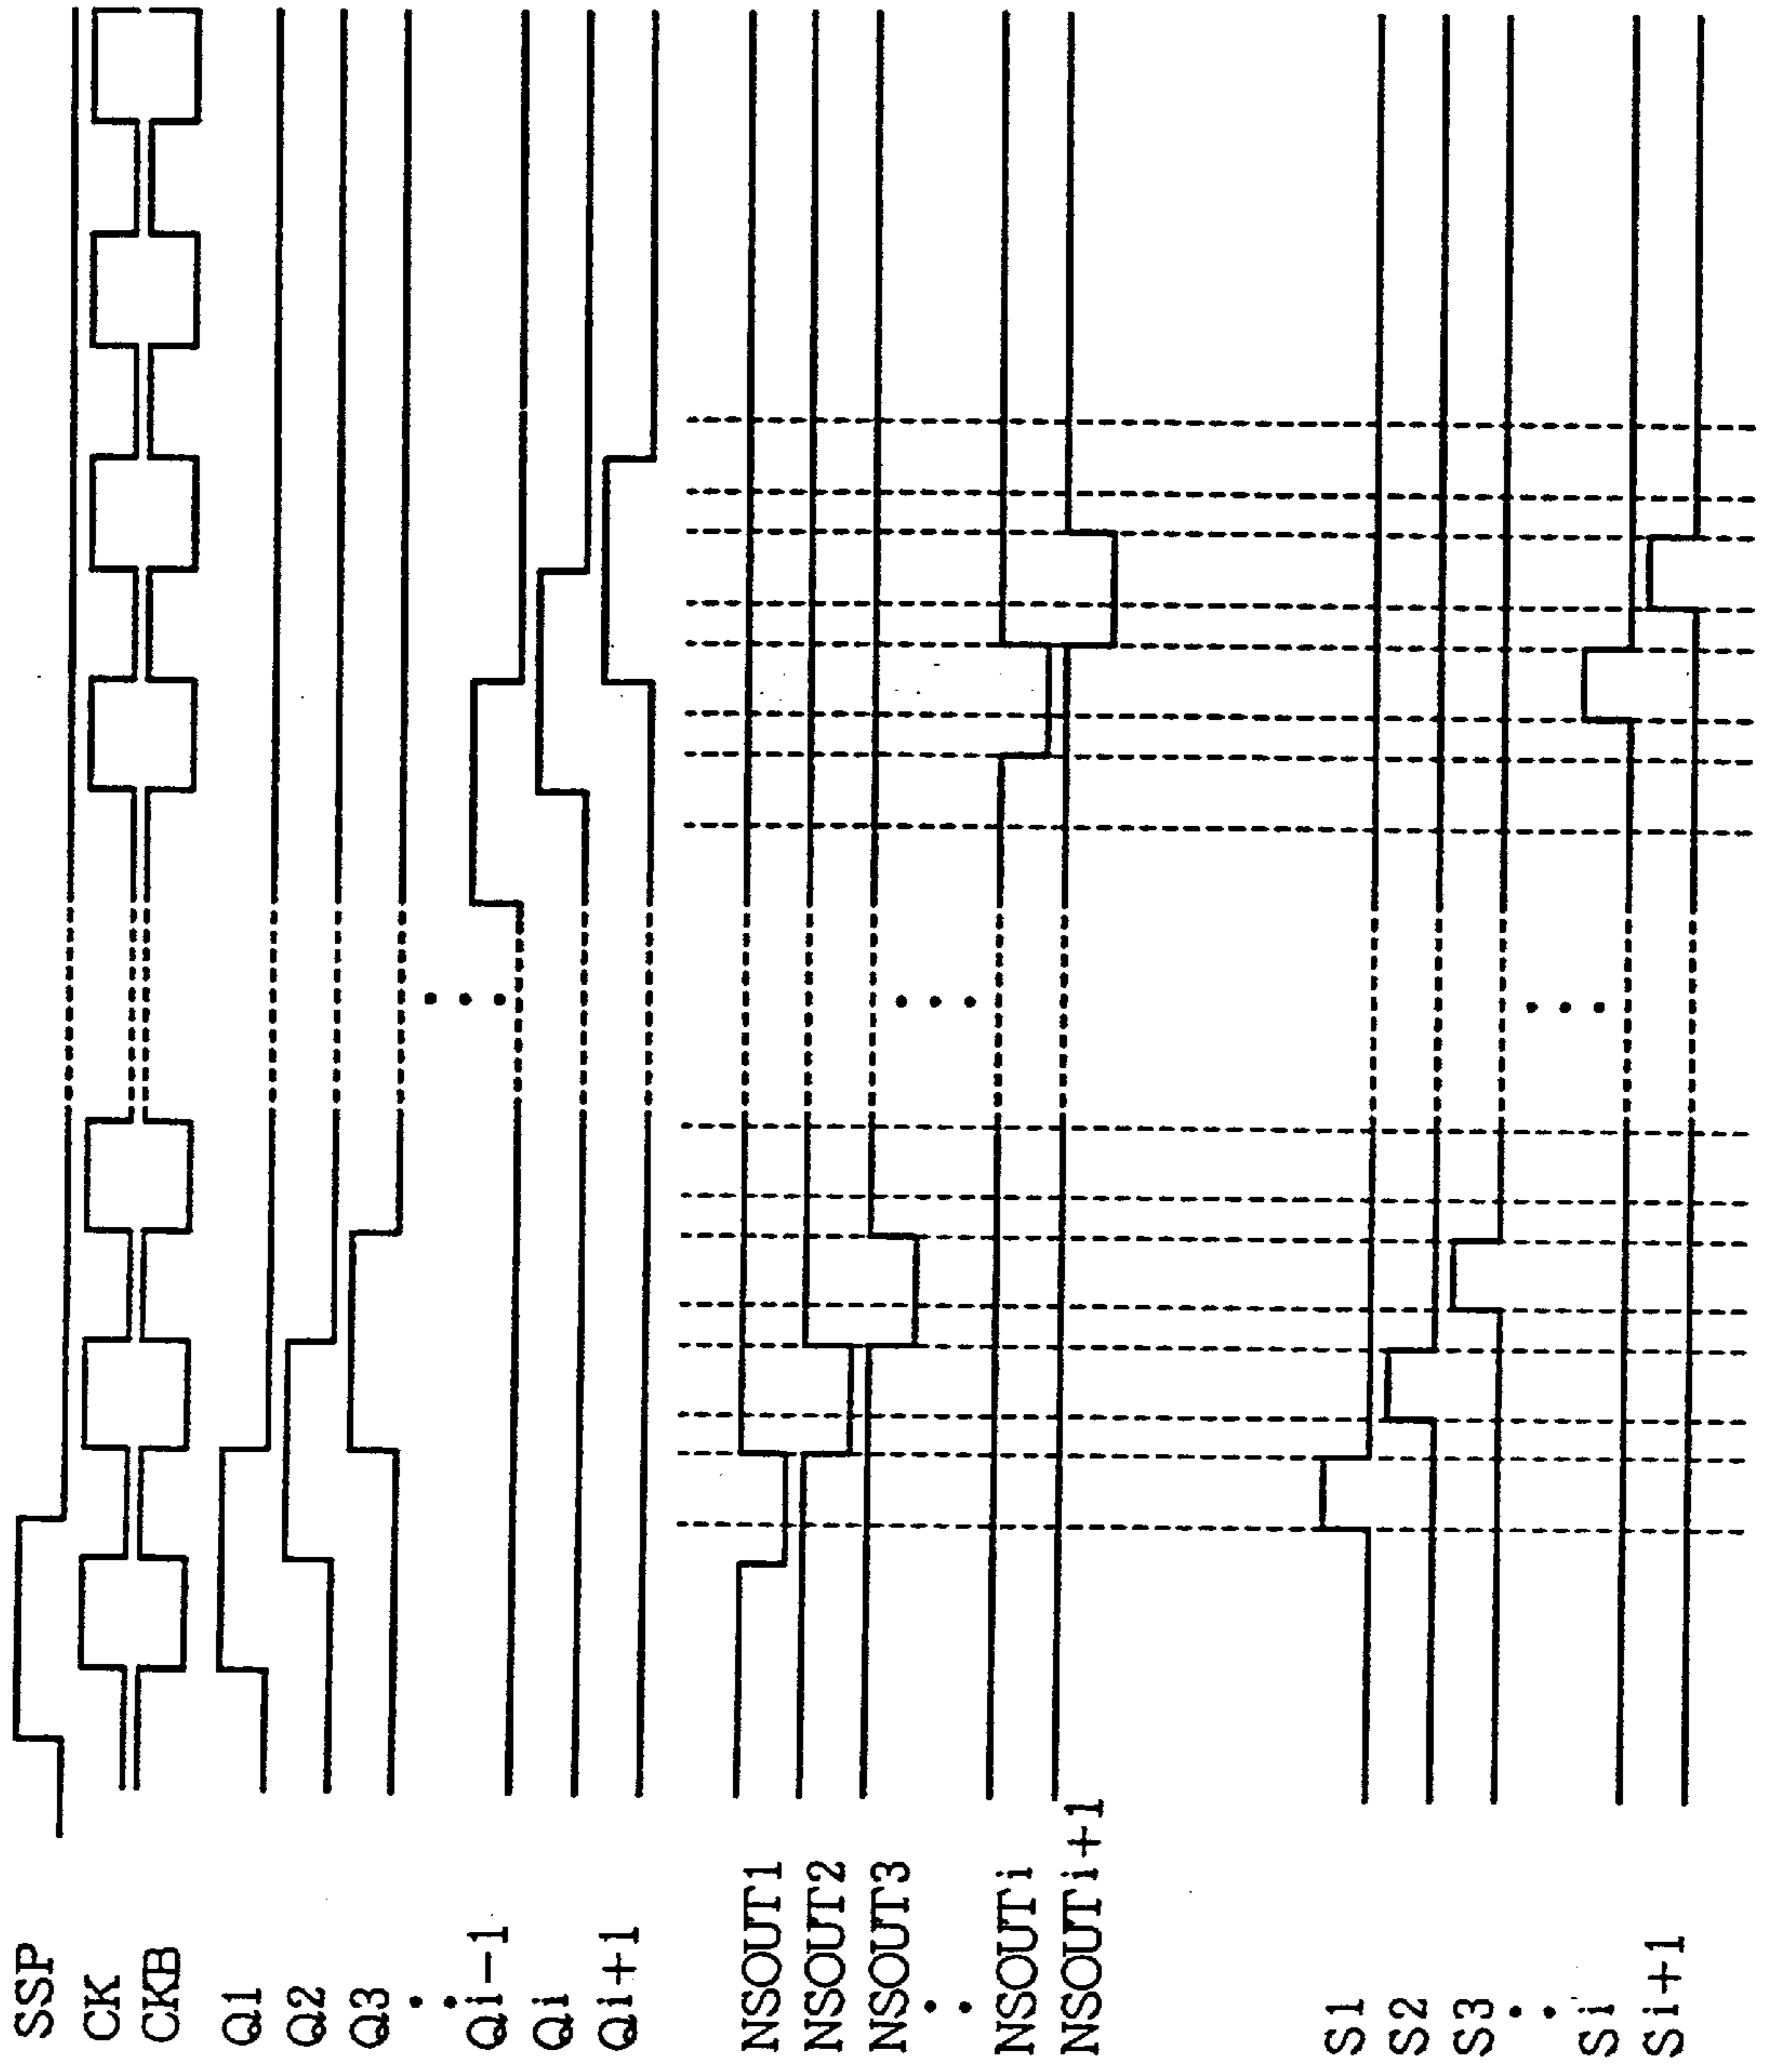 SSP
CK
CKB
Q1
Q2
Q3
Qi-1
Qi
Qi+1
NSOUT1
NSOUT2
NSOUT3
NSOUTi
NSOUTi+1
S1
S2
S3
Si
Si+1